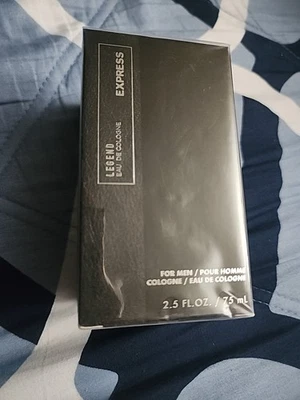 LEGEND
EAU DE COLOGNE
EXPRESS
FOR MEN / POUR HOMME
COLOGNE / EAU DE COLOGNE
2.5 FL.OZ. / 75 mL